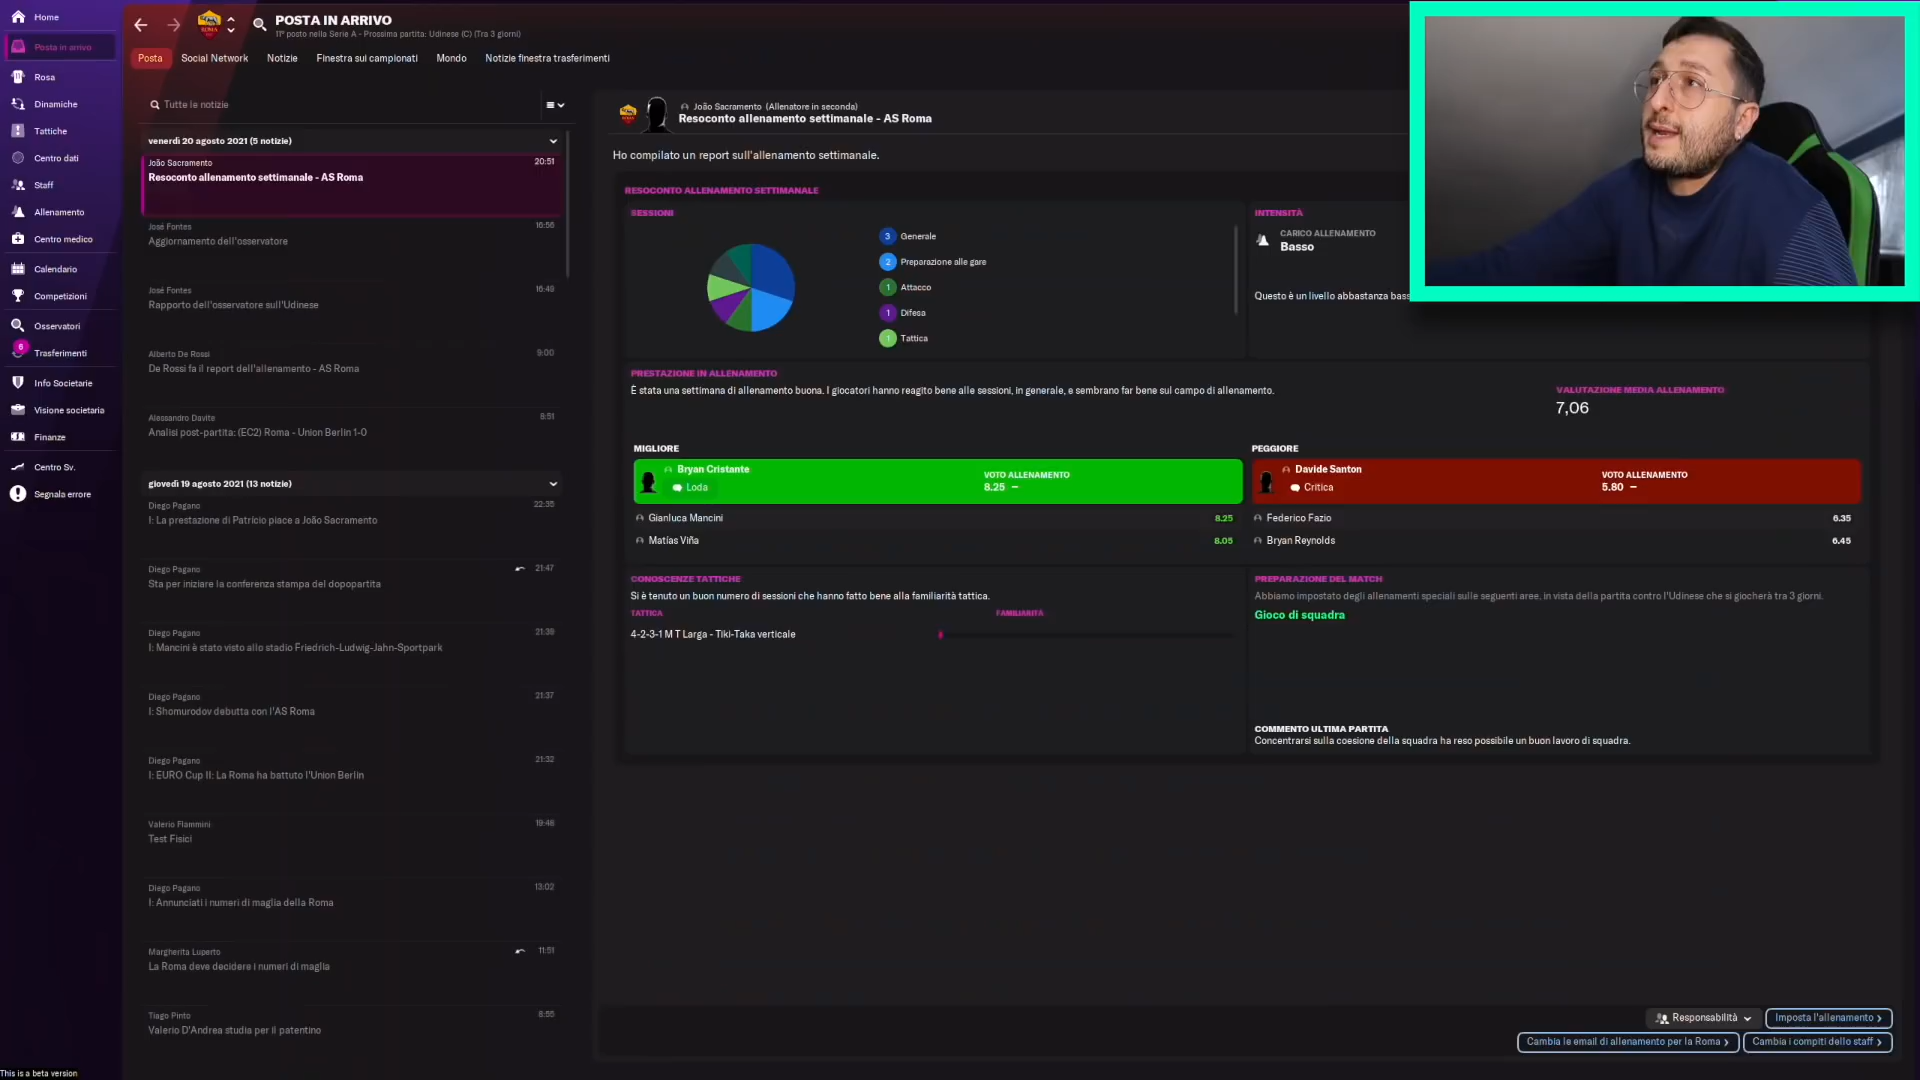 Home
Posta in arrivo
Rosa
Dinamiche
Tattiche
Centro dati
Staff
Allenamento
Centro medico
Calendario
Competizioni
Osservatori
6
Trasferimenti
Info Societarie
Visione societaria
Finanze
Centro Sv.
Segnala errore
This is a beta version
ROMA
POSTA IN ARRIVO
11º posto nella Serie A - Prossima partita: Udinese (C) (Tra 3 giorni)
Posta
Social Network
Notizie
Finestra sui campionati
Mondo
Notizie finestra trasferimenti
Tutte le notizie
venerdì 20 agosto 2021 (5 notizie)
João Sacramento 20:51
Resoconto allenamento settimanale - AS Roma
José Fontes 16:56
Aggiornamento dell'osservatore
José Fontes 16:49
Rapporto dell'osservatore sull'Udinese
Alberto De Rossi 9:00
De Rossi fa il report dell'allenamento - AS Roma
Alessandro Davite 8:51
Analisi post-partita: (EC2) Roma - Union Berlin 1-0
giovedì 19 agosto 2021 (13 notizie)
Diego Pagano 22:35
I: La prestazione di Patrício piace a João Sacramento
Diego Pagano 21:47
Sta per iniziare la conferenza stampa del dopopartita
Diego Pagano 21:39
I: Mancini è stato visto allo stadio Friedrich-Ludwig-Jahn-Sportpark
Diego Pagano 21:37
I: Shomurodov debutta con l'AS Roma
Diego Pagano 21:32
I: EURO Cup II: La Roma ha battuto l'Union Berlin
Valerio Flammini 19:48
Test Fisici
Diego Pagano 13:02
I: Annunciati i numeri di maglia della Roma
Margherita Luperto 11:51
La Roma deve decidere i numeri di maglia
Tiago Pinto 8:55
Valerio D'Andrea studia per il patentino
João Sacramento (Allenatore in seconda)
Resoconto allenamento settimanale - AS Roma
Ho compilato un report sull'allenamento settimanale.
RESOCONTO ALLENAMENTO SETTIMANALE
SESSIONI
3 Generale
2 Preparazione alle gare
1 Attacco
1 Difesa
1 Tattica
INTENSITÀ
CARICO ALLENAMENTO
Basso
Questo è un livello abbastanza bass
PRESTAZIONE IN ALLENAMENTO
È stata una settimana di allenamento buona. I giocatori hanno reagito bene alle sessioni, in generale, e sembrano far bene sul campo di allenamento.
VALUTAZIONE MEDIA ALLENAMENTO
7,06
MIGLIORE
Bryan Cristante
Loda
VOTO ALLENAMENTO
8.25 –
Gianluca Mancini 8.25
Matías Viña 8.05
PEGGIORE
Davide Santon
Critica
VOTO ALLENAMENTO
5.80 –
Federico Fazio 6.35
Bryan Reynolds 6.45
CONOSCENZE TATTICHE
Si è tenuto un buon numero di sessioni che hanno fatto bene alla familiarità tattica.
TATTICA FAMILIARITÀ
4-2-3-1 M T Larga - Tiki-Taka verticale
PREPARAZIONE DEL MATCH
Abbiamo impostato degli allenamenti speciali sulle seguenti aree, in vista della partita contro l'Udinese che si giocherà tra 3 giorni.
Gioco di squadra
COMMENTO ULTIMA PARTITA
Concentrarsi sulla coesione della squadra ha reso possibile un buon lavoro di squadra.
Responsabilità
Imposta l'allenamento >
Cambia le email di allenamento per la Roma >
Cambia i compiti dello staff >